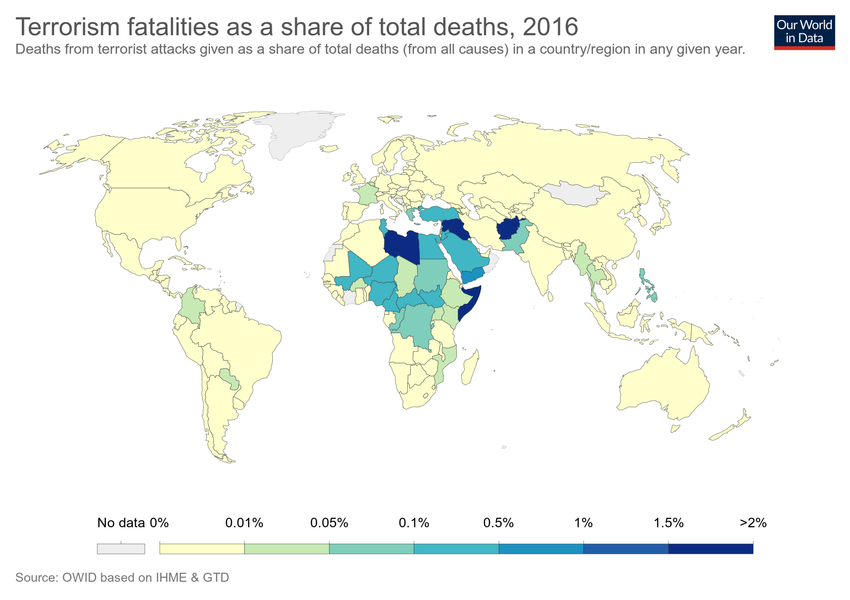 Terrorism fatalities as a share of total deaths, 2016
Deaths from terrorist attacks given as a share of total deaths (from all causes) in a country/region in any given year.
Our World
in Data
No data 0% 0.01% 0.05% 0.1% 0.5% 1% 1.5% >2%
Source: OWID based on IHME & GTD